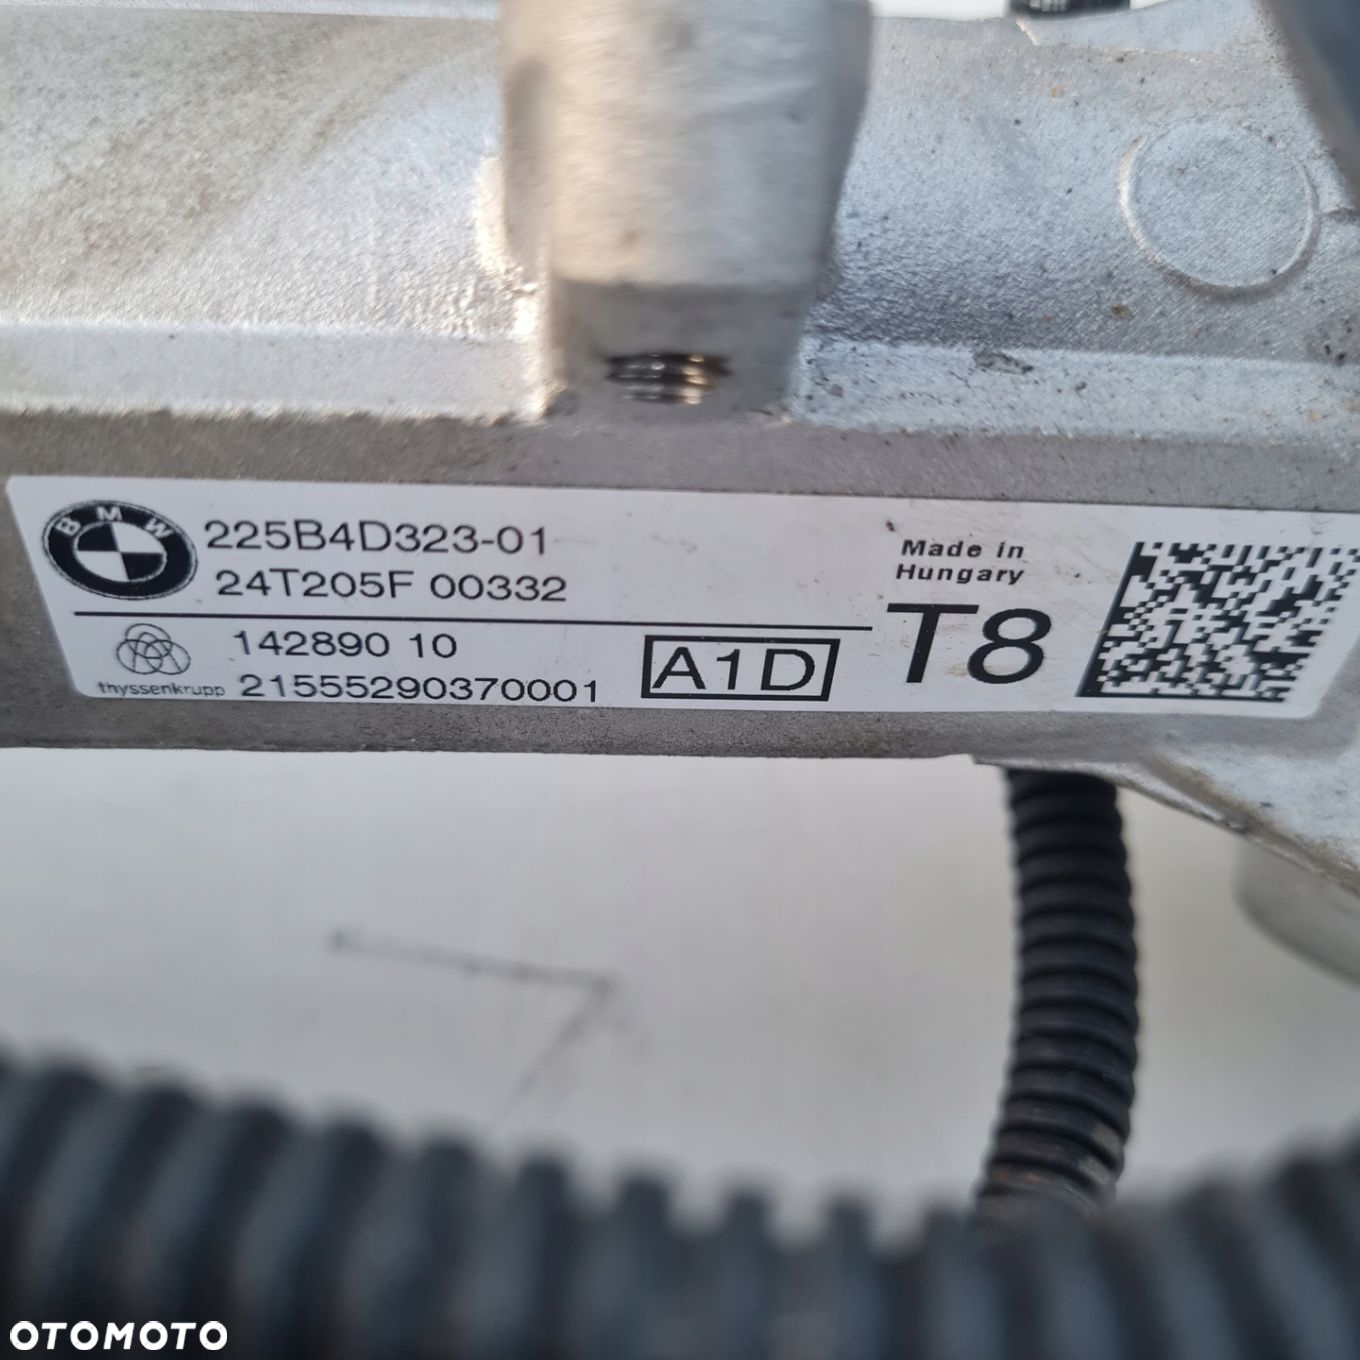 BMW
225B4D323-01
24T205F 00332
Made in
Hungary
thyssenkrupp
142890 10
21555290370001
A1D
T8
OTOMOTO